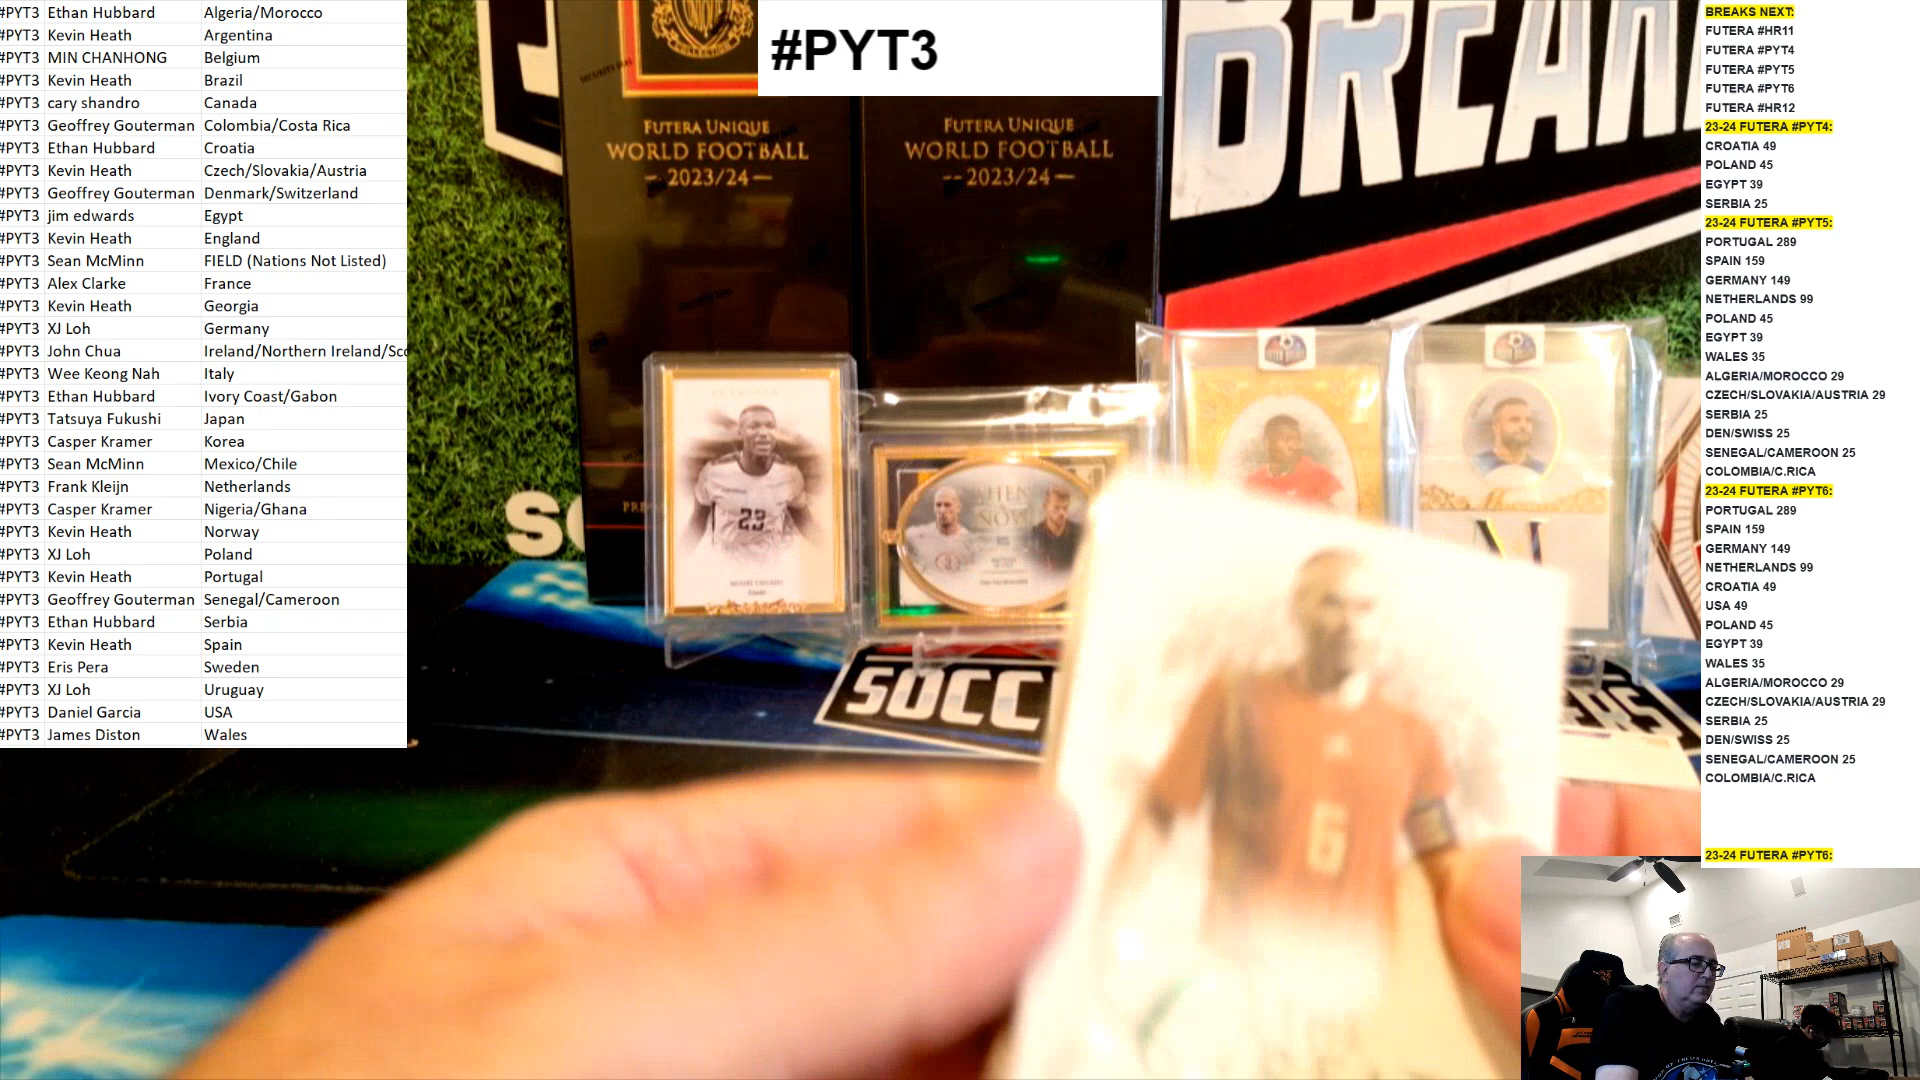 #PYT3 Ethan Hubbard Algeria/Morocco
#PYT3 Kevin Heath Argentina
#PYT3 MIN CHANHONG Belgium
#PYT3 Kevin Heath Brazil
#PYT3 cary shandro Canada
#PYT3 Geoffrey Gouterman Colombia/Costa Rica
#PYT3 Ethan Hubbard Croatia
#PYT3 Kevin Heath Czech/Slovakia/Austria
#PYT3 Geoffrey Gouterman Denmark/Switzerland
#PYT3 jim edwards Egypt
#PYT3 Kevin Heath England
#PYT3 Sean McMinn FIELD (Nations Not Listed)
#PYT3 Alex Clarke France
#PYT3 Kevin Heath Georgia
#PYT3 XJ Loh Germany
#PYT3 John Chua Ireland/Northern Ireland/Sco
#PYT3 Wee Keong Nah Italy
#PYT3 Ethan Hubbard Ivory Coast/Gabon
#PYT3 Tatsuya Fukushi Japan
#PYT3 Casper Kramer Korea
#PYT3 Sean McMinn Mexico/Chile
#PYT3 Frank Kleijn Netherlands
#PYT3 Casper Kramer Nigeria/Ghana
#PYT3 Kevin Heath Norway
#PYT3 XJ Loh Poland
#PYT3 Kevin Heath Portugal
#PYT3 Geoffrey Gouterman Senegal/Cameroon
#PYT3 Ethan Hubbard Serbia
#PYT3 Kevin Heath Spain
#PYT3 Eris Pera Sweden
#PYT3 XJ Loh Uruguay
#PYT3 Daniel Garcia USA
#PYT3 James Diston Wales
#PYT3
UNIQUE
FUTERA UNIQUE
WORLD FOOTBALL
- 2023/24 -
FUTERA UNIQUE
WORLD FOOTBALL
-- 2023/24 --
BREAK
23
THEN
NOW
SOCC
ERS
6
BREAKS NEXT:
FUTERA #HR11
FUTERA #PYT4
FUTERA #PYT5
FUTERA #PYT6
FUTERA #HR12
23-24 FUTERA #PYT4:
CROATIA 49
POLAND 45
EGYPT 39
SERBIA 25
23-24 FUTERA #PYT5:
PORTUGAL 289
SPAIN 159
GERMANY 149
NETHERLANDS 99
POLAND 45
EGYPT 39
WALES 35
ALGERIA/MOROCCO 29
CZECH/SLOVAKIA/AUSTRIA 29
SERBIA 25
DEN/SWISS 25
SENEGAL/CAMEROON 25
COLOMBIA/C.RICA
23-24 FUTERA #PYT6:
PORTUGAL 289
SPAIN 159
GERMANY 149
NETHERLANDS 99
CROATIA 49
USA 49
POLAND 45
EGYPT 39
WALES 35
ALGERIA/MOROCCO 29
CZECH/SLOVAKIA/AUSTRIA 29
SERBIA 25
DEN/SWISS 25
SENEGAL/CAMEROON 25
COLOMBIA/C.RICA
23-24 FUTERA #PYT6: